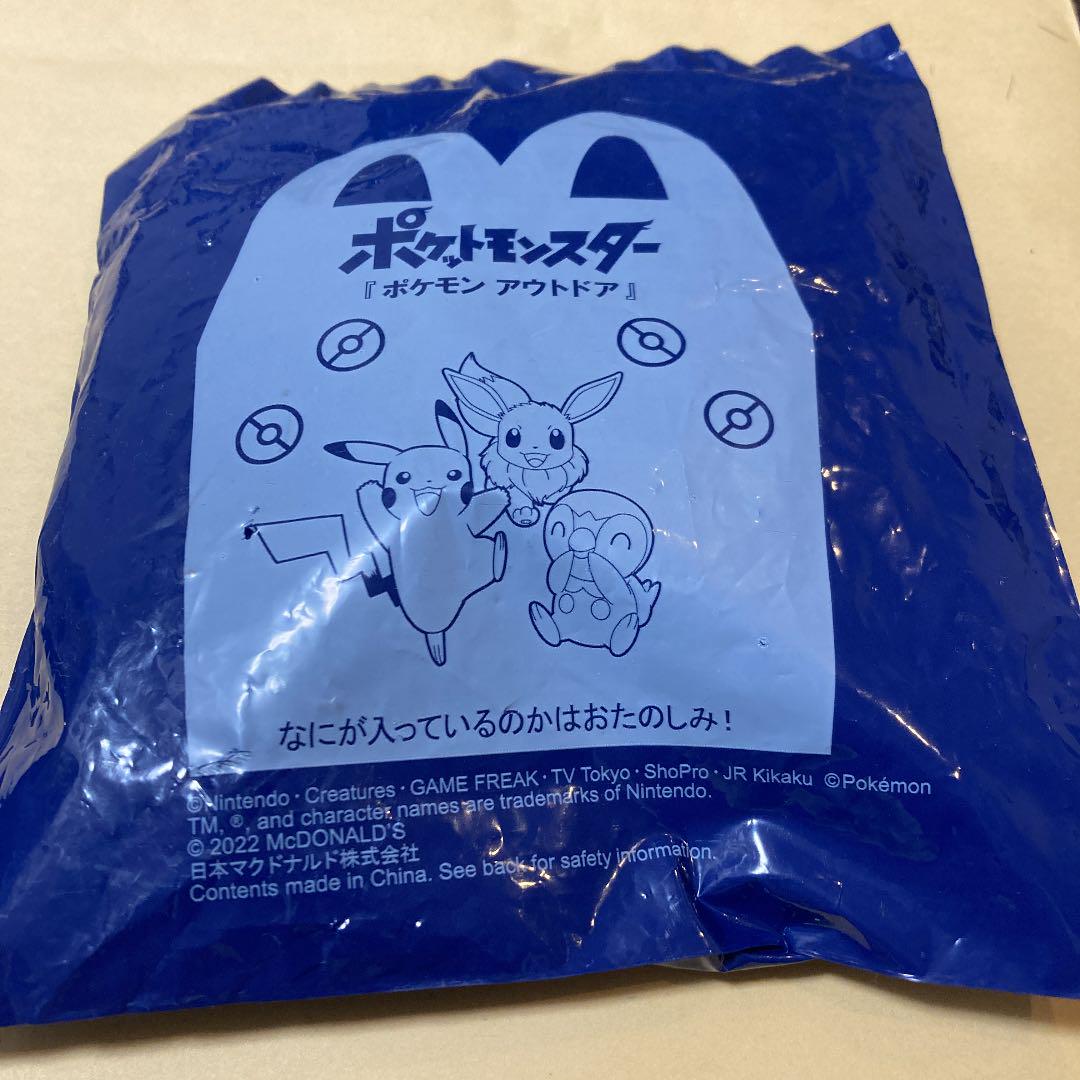 ポケットモンスター
『ポケモン アウトドア』
なにが入っているのかはおたのしみ！
©Nintendo・Creatures・GAME FREAK・TV Tokyo・ShoPro・JR Kikaku ©Pokémon
TM, ®, and character names are trademarks of Nintendo.
© 2022 McDONALD'S
日本マクドナルド株式会社
Contents made in China. See back for safety information.